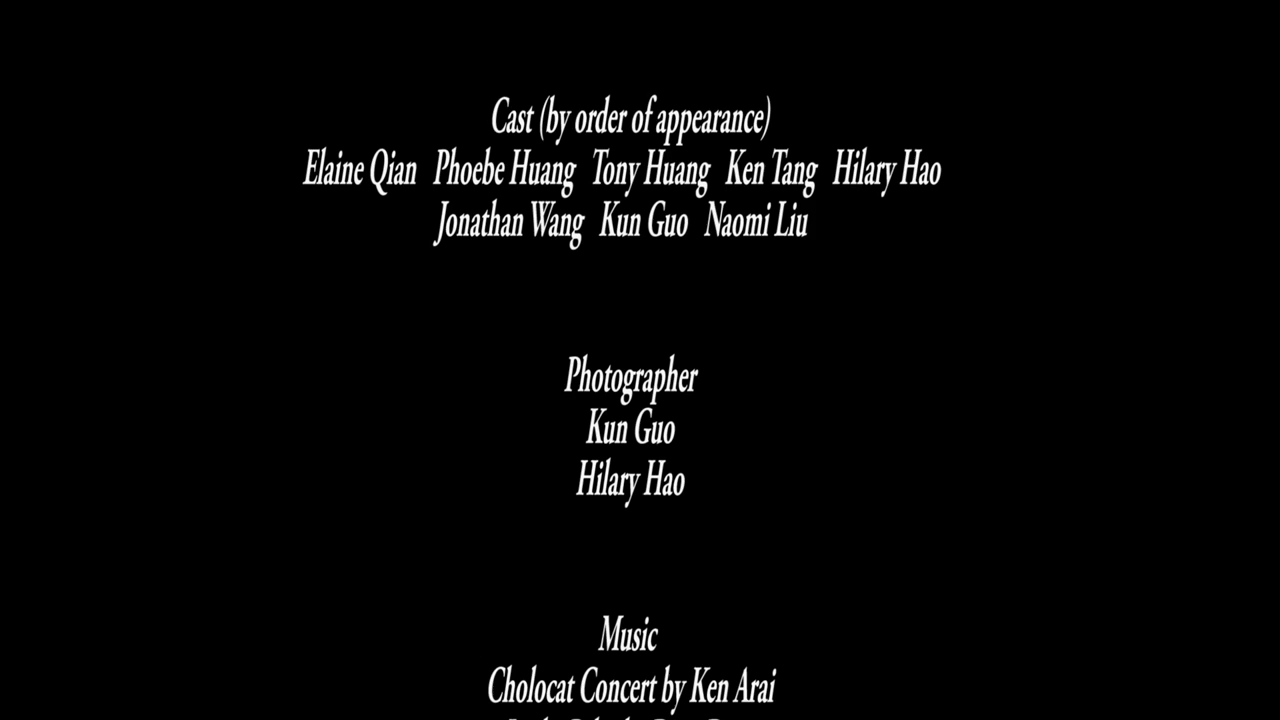 Cast (by order of appearance)
Elaine Qian Phoebe Huang Tony Huang Ken Tang Hilary Hao
Jonathan Wang Kun Guo Naomi Liu
Photographer
Kun Guo
Hilary Hao
Music
Cholocat Concert by Ken Arai